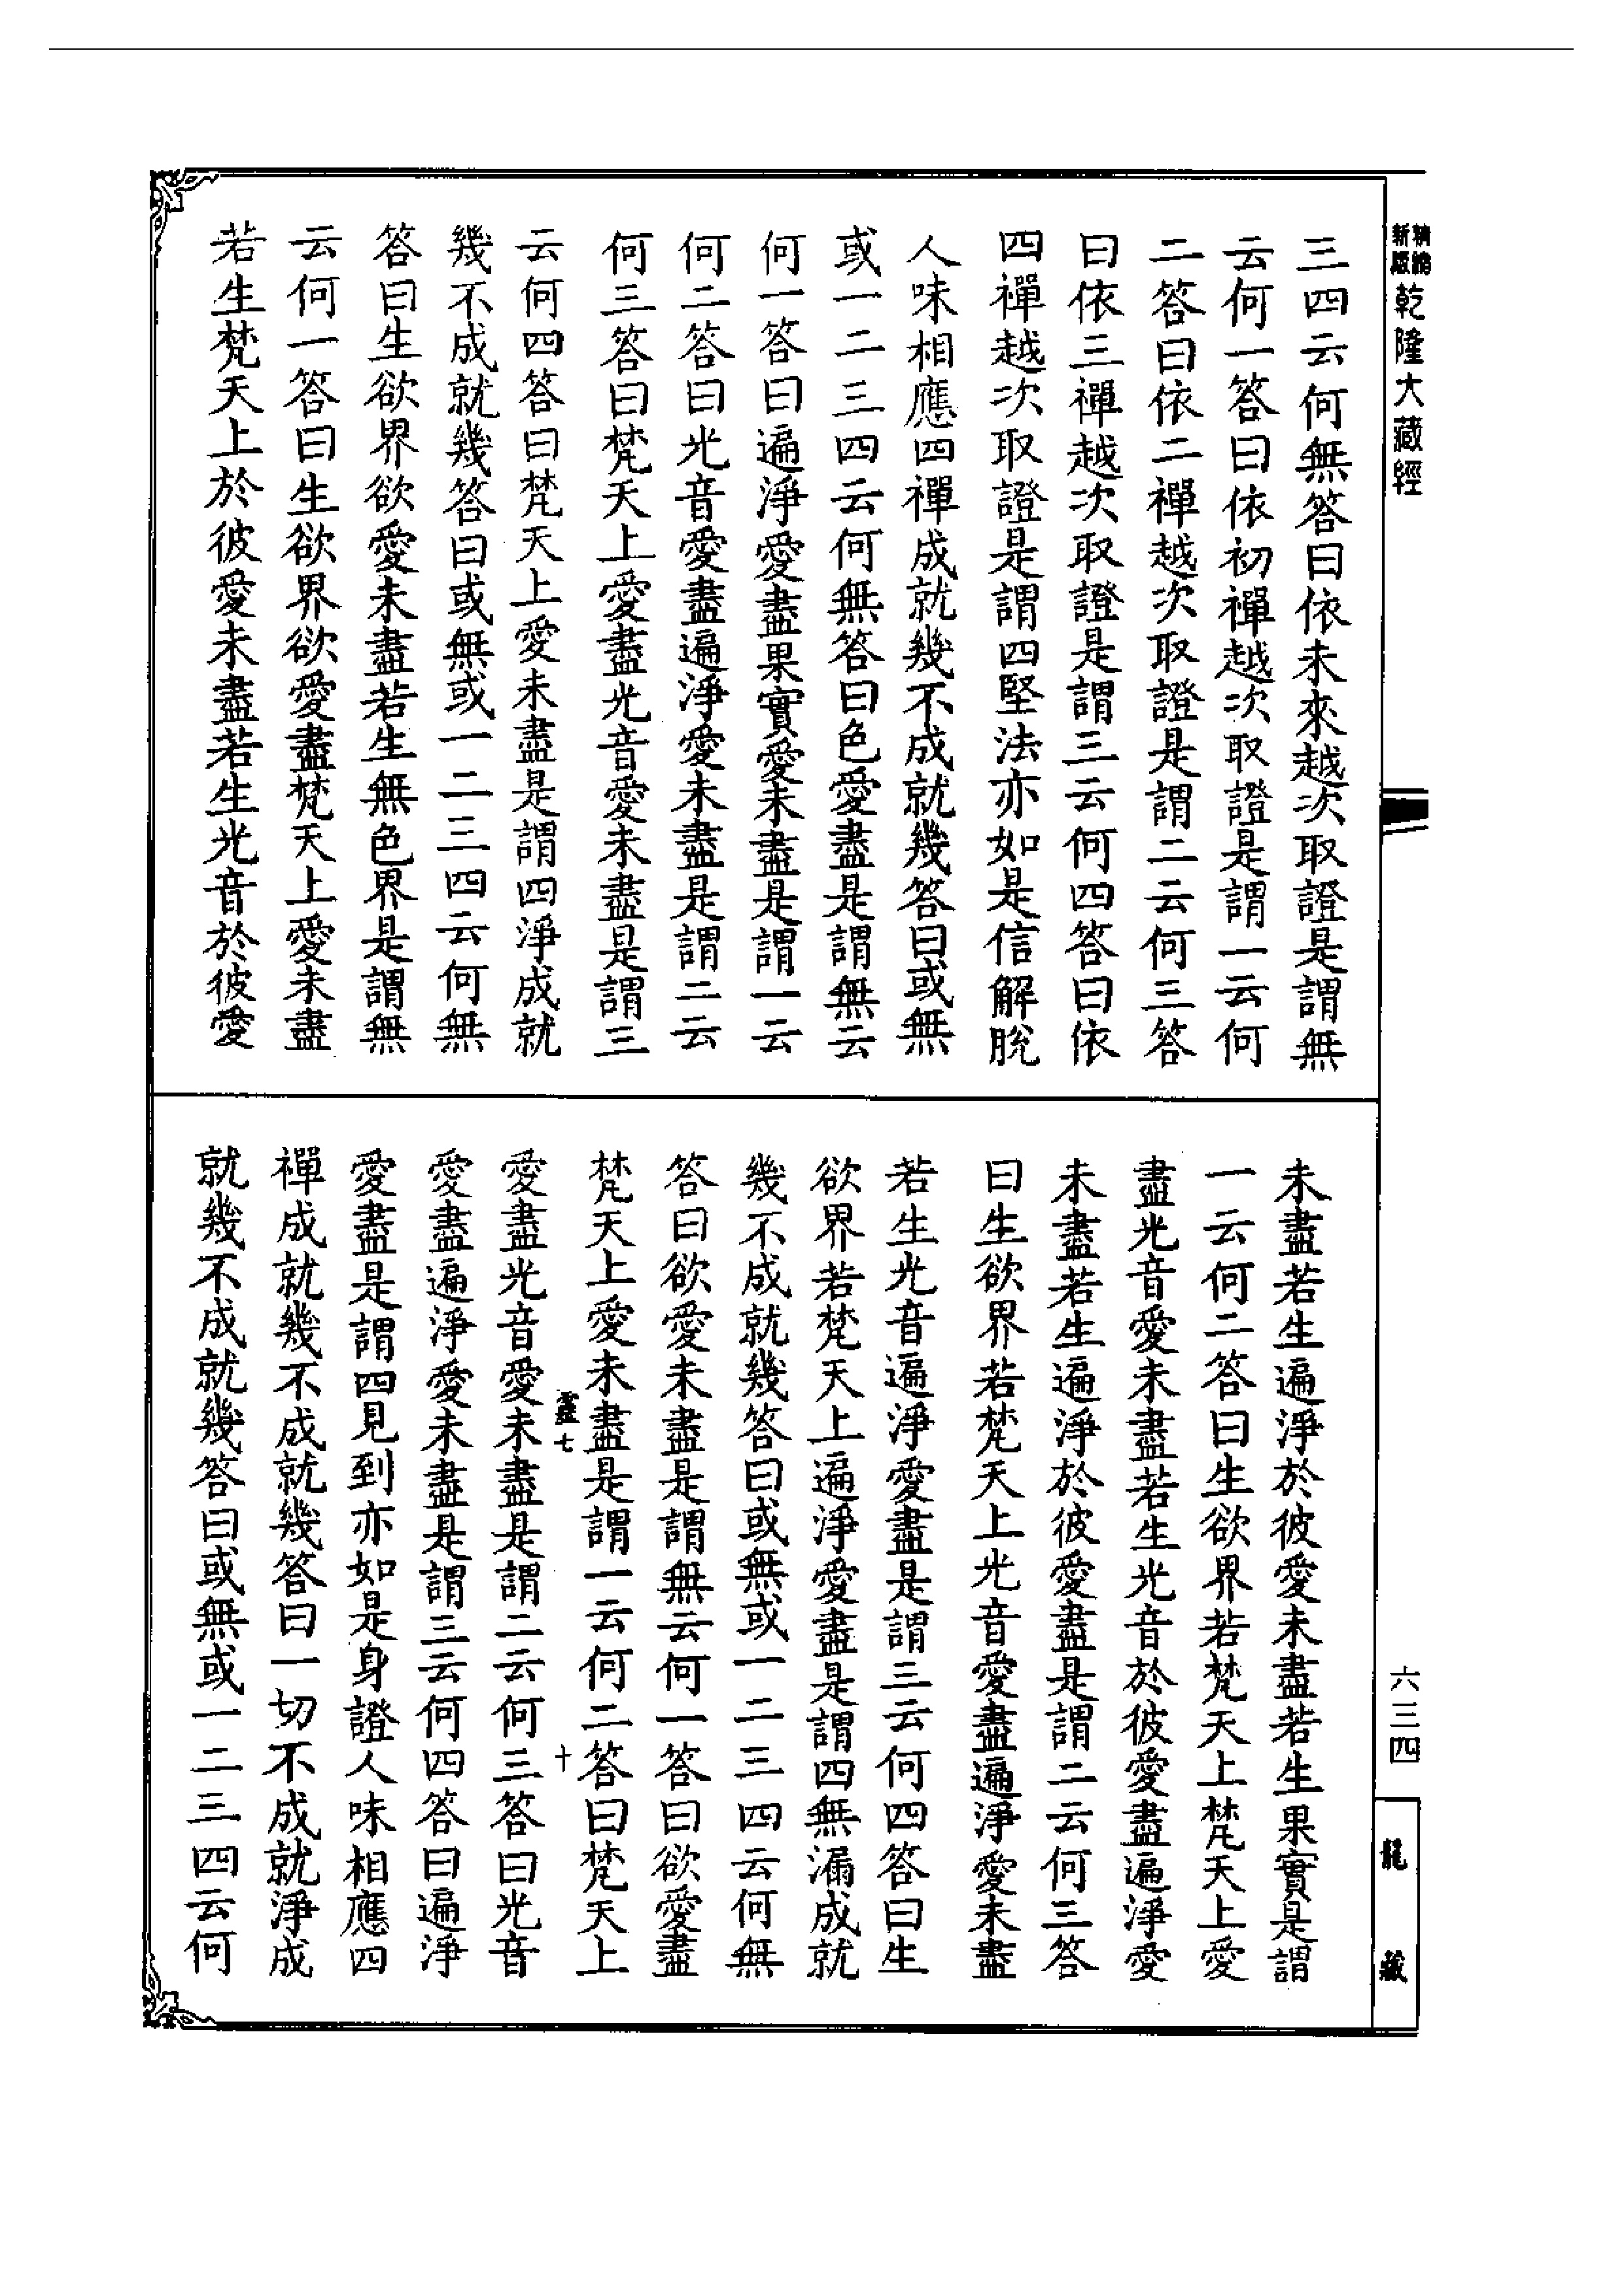 新版
精縮
乾隆大藏經
三四云何無答曰依未來越次取證是謂無
云何一答曰依初禪越次取證是謂一云何
二答曰依二禪越次取證是謂二云何三答
曰依三禪越次取證是謂三云何四答曰依
四禪越次取證是謂四堅法亦如是信解脫
人味相應四禪成就幾不成就幾答曰或無
或一二三四云何無答曰色愛盡是謂無云
何一答曰遍淨愛盡果實愛未盡是謂一云
何二答曰光音愛盡遍淨愛未盡是謂二云
何三答曰梵天上愛盡光音愛未盡是謂三
云何四答曰梵天上愛未盡是謂四淨成就
幾不成就幾答曰或無或一二三四云何無
答曰生欲界欲愛未盡若生無色界是謂無
云何一答曰生欲界欲愛盡梵天上愛未盡
若生梵天上於彼愛未盡若生光音於彼愛
未盡若生遍淨於彼愛未盡若生果實是謂
一云何二答曰生欲界若梵天上梵天上愛
盡光音愛未盡若生光音於彼愛盡遍淨愛
未盡若生遍淨於彼愛盡是謂二云何三答
曰生欲界若梵天上光音愛盡遍淨愛未盡
若生光音遍淨愛盡是謂三云何四答曰生
欲界若梵天上遍淨愛盡是謂四無漏成就
幾不成就幾答曰或無或一二三四云何無
答曰欲愛未盡是謂無云何一答曰欲愛盡
梵天上愛未盡是謂一云何二答曰梵天上
愛盡光音愛未盡是謂二云何三答曰光音
愛盡遍淨愛未盡是謂三云何四答曰遍淨
愛盡是謂四見到亦如是身證人味相應四
禪成就幾不成就幾答曰一切不成就淨成
就幾不成就幾答曰或無或一二三四云何
七
十
六三四
龍藏